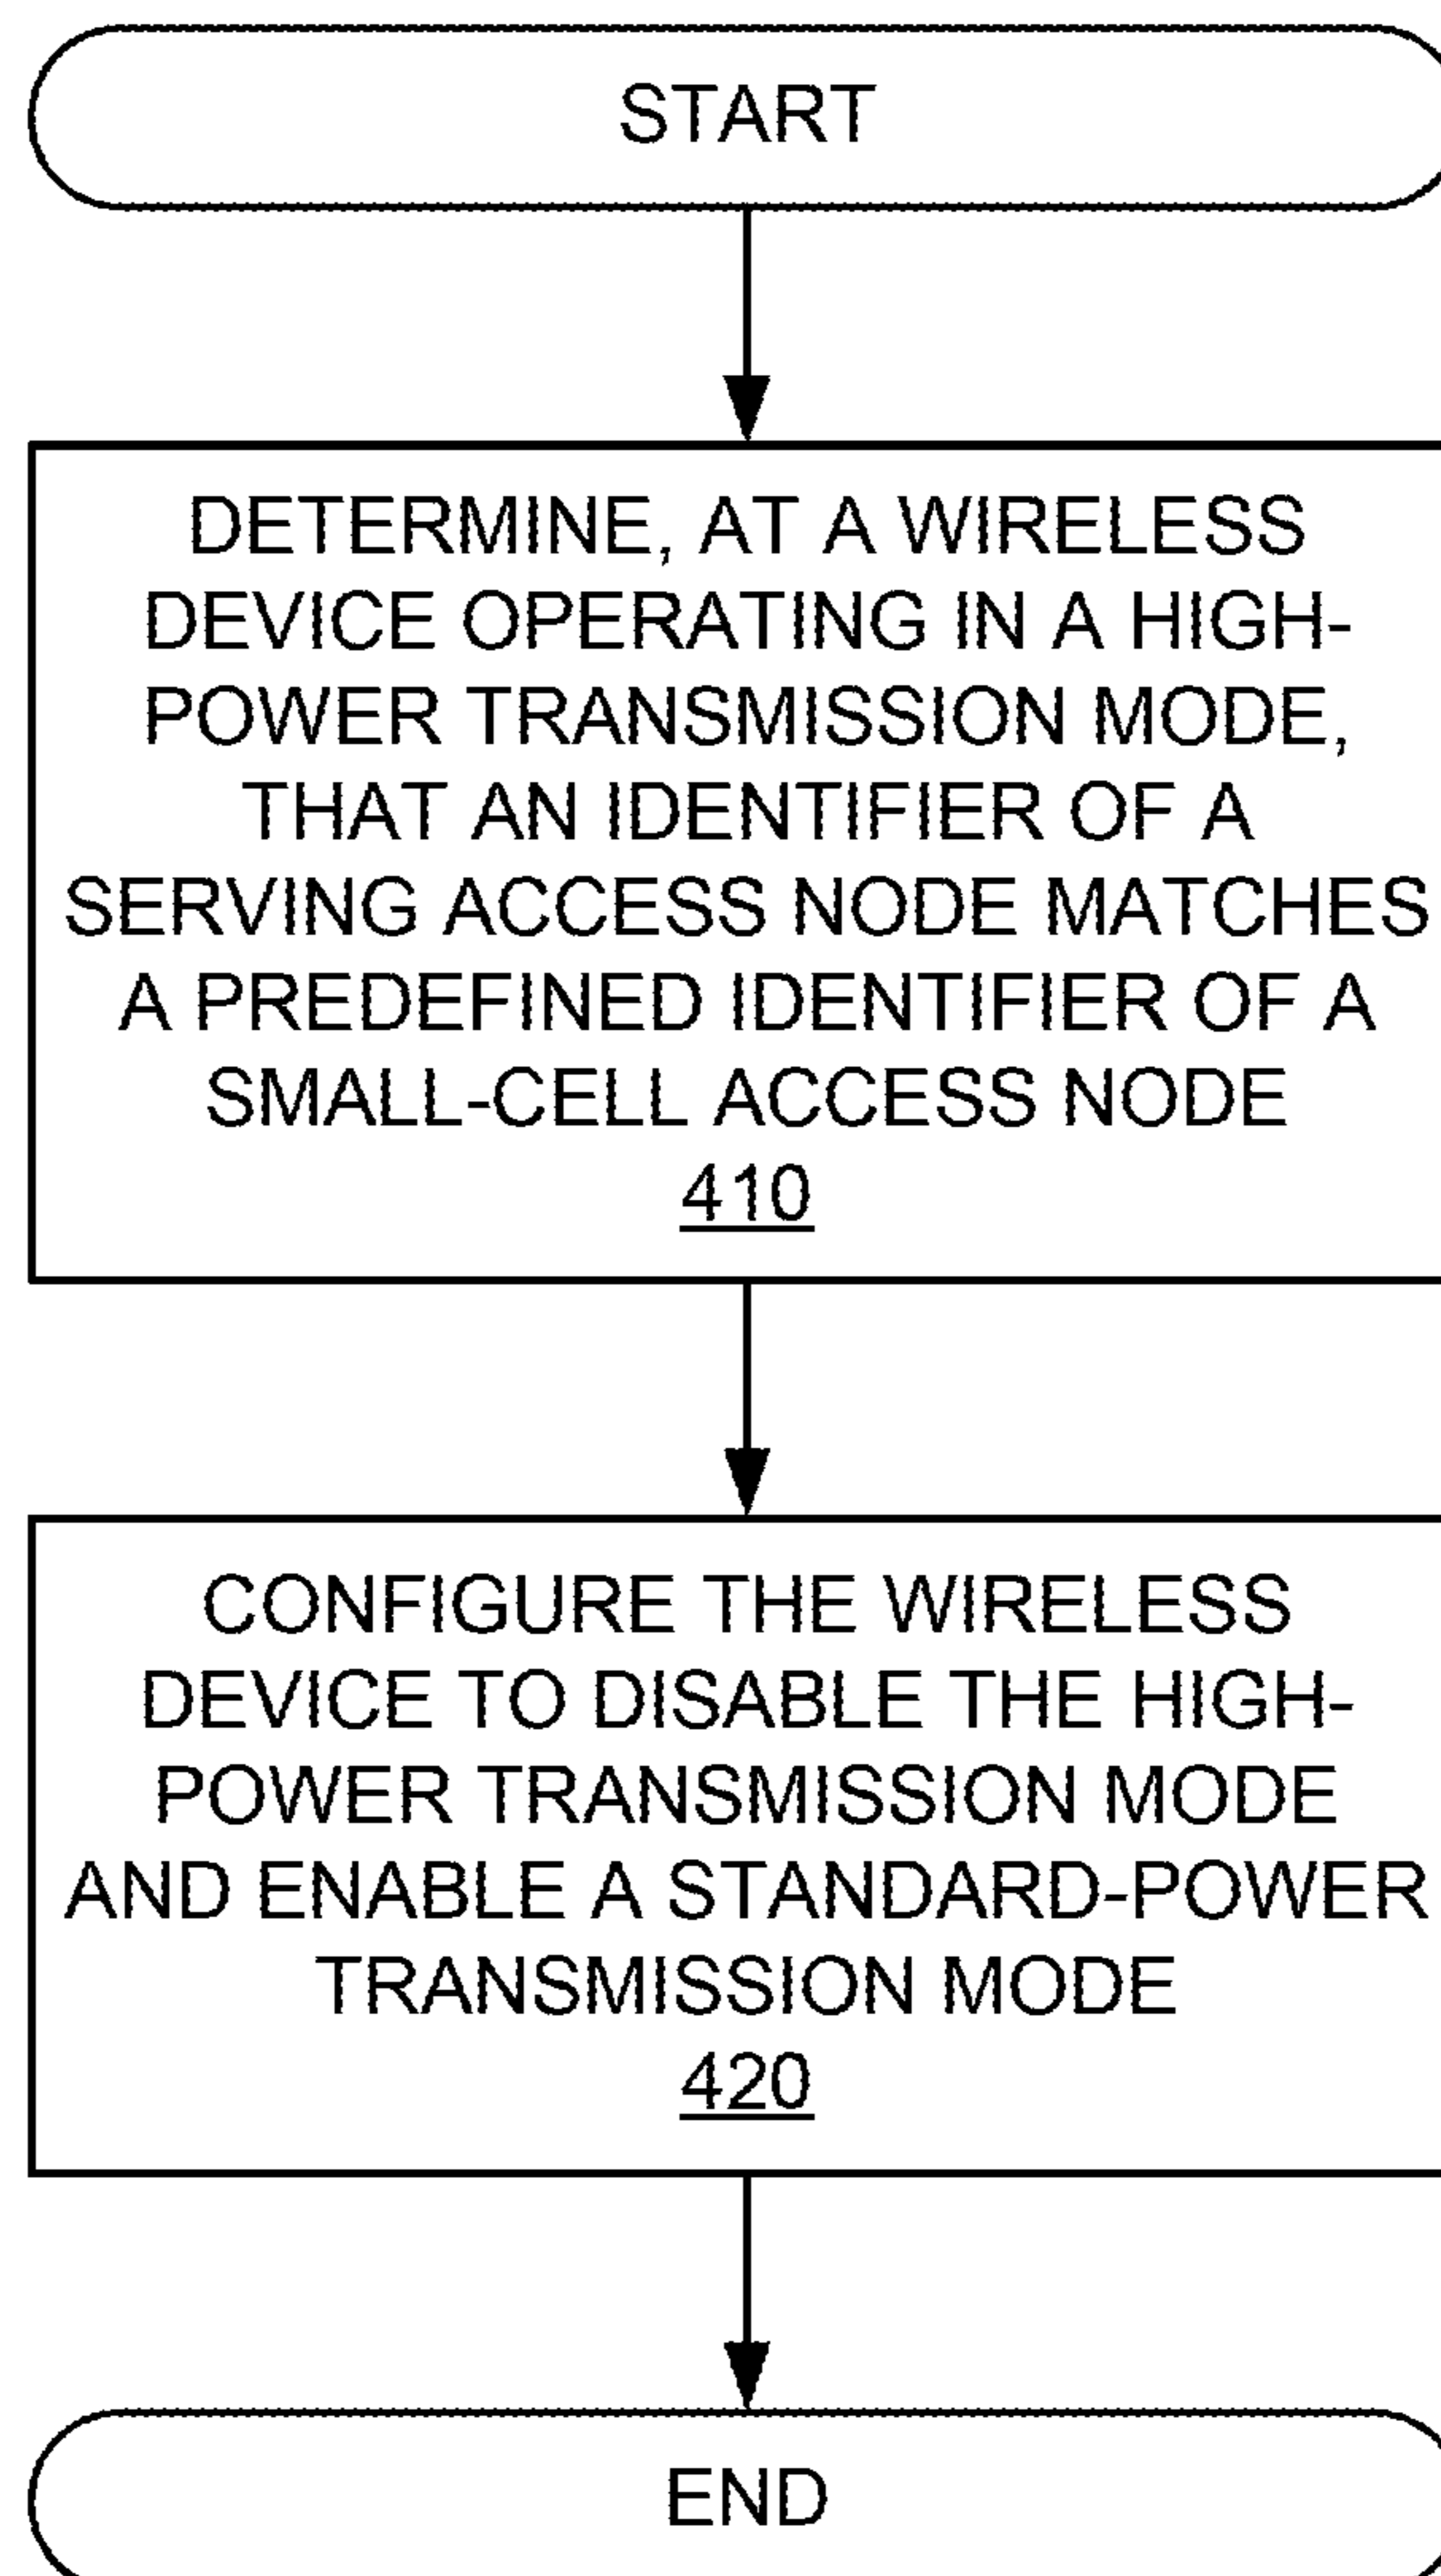 START
DETERMINE, AT A WIRELESS
DEVICE OPERATING IN A HIGH-
POWER TRANSMISSION MODE,
THAT AN IDENTIFIER OF A
SERVING ACCESS NODE MATCHES
A PREDEFINED IDENTIFIER OF A
SMALL-CELL ACCESS NODE
410
CONFIGURE THE WIRELESS
DEVICE TO DISABLE THE HIGH-
POWER TRANSMISSION MODE
AND ENABLE A STANDARD-POWER
TRANSMISSION MODE
420
END